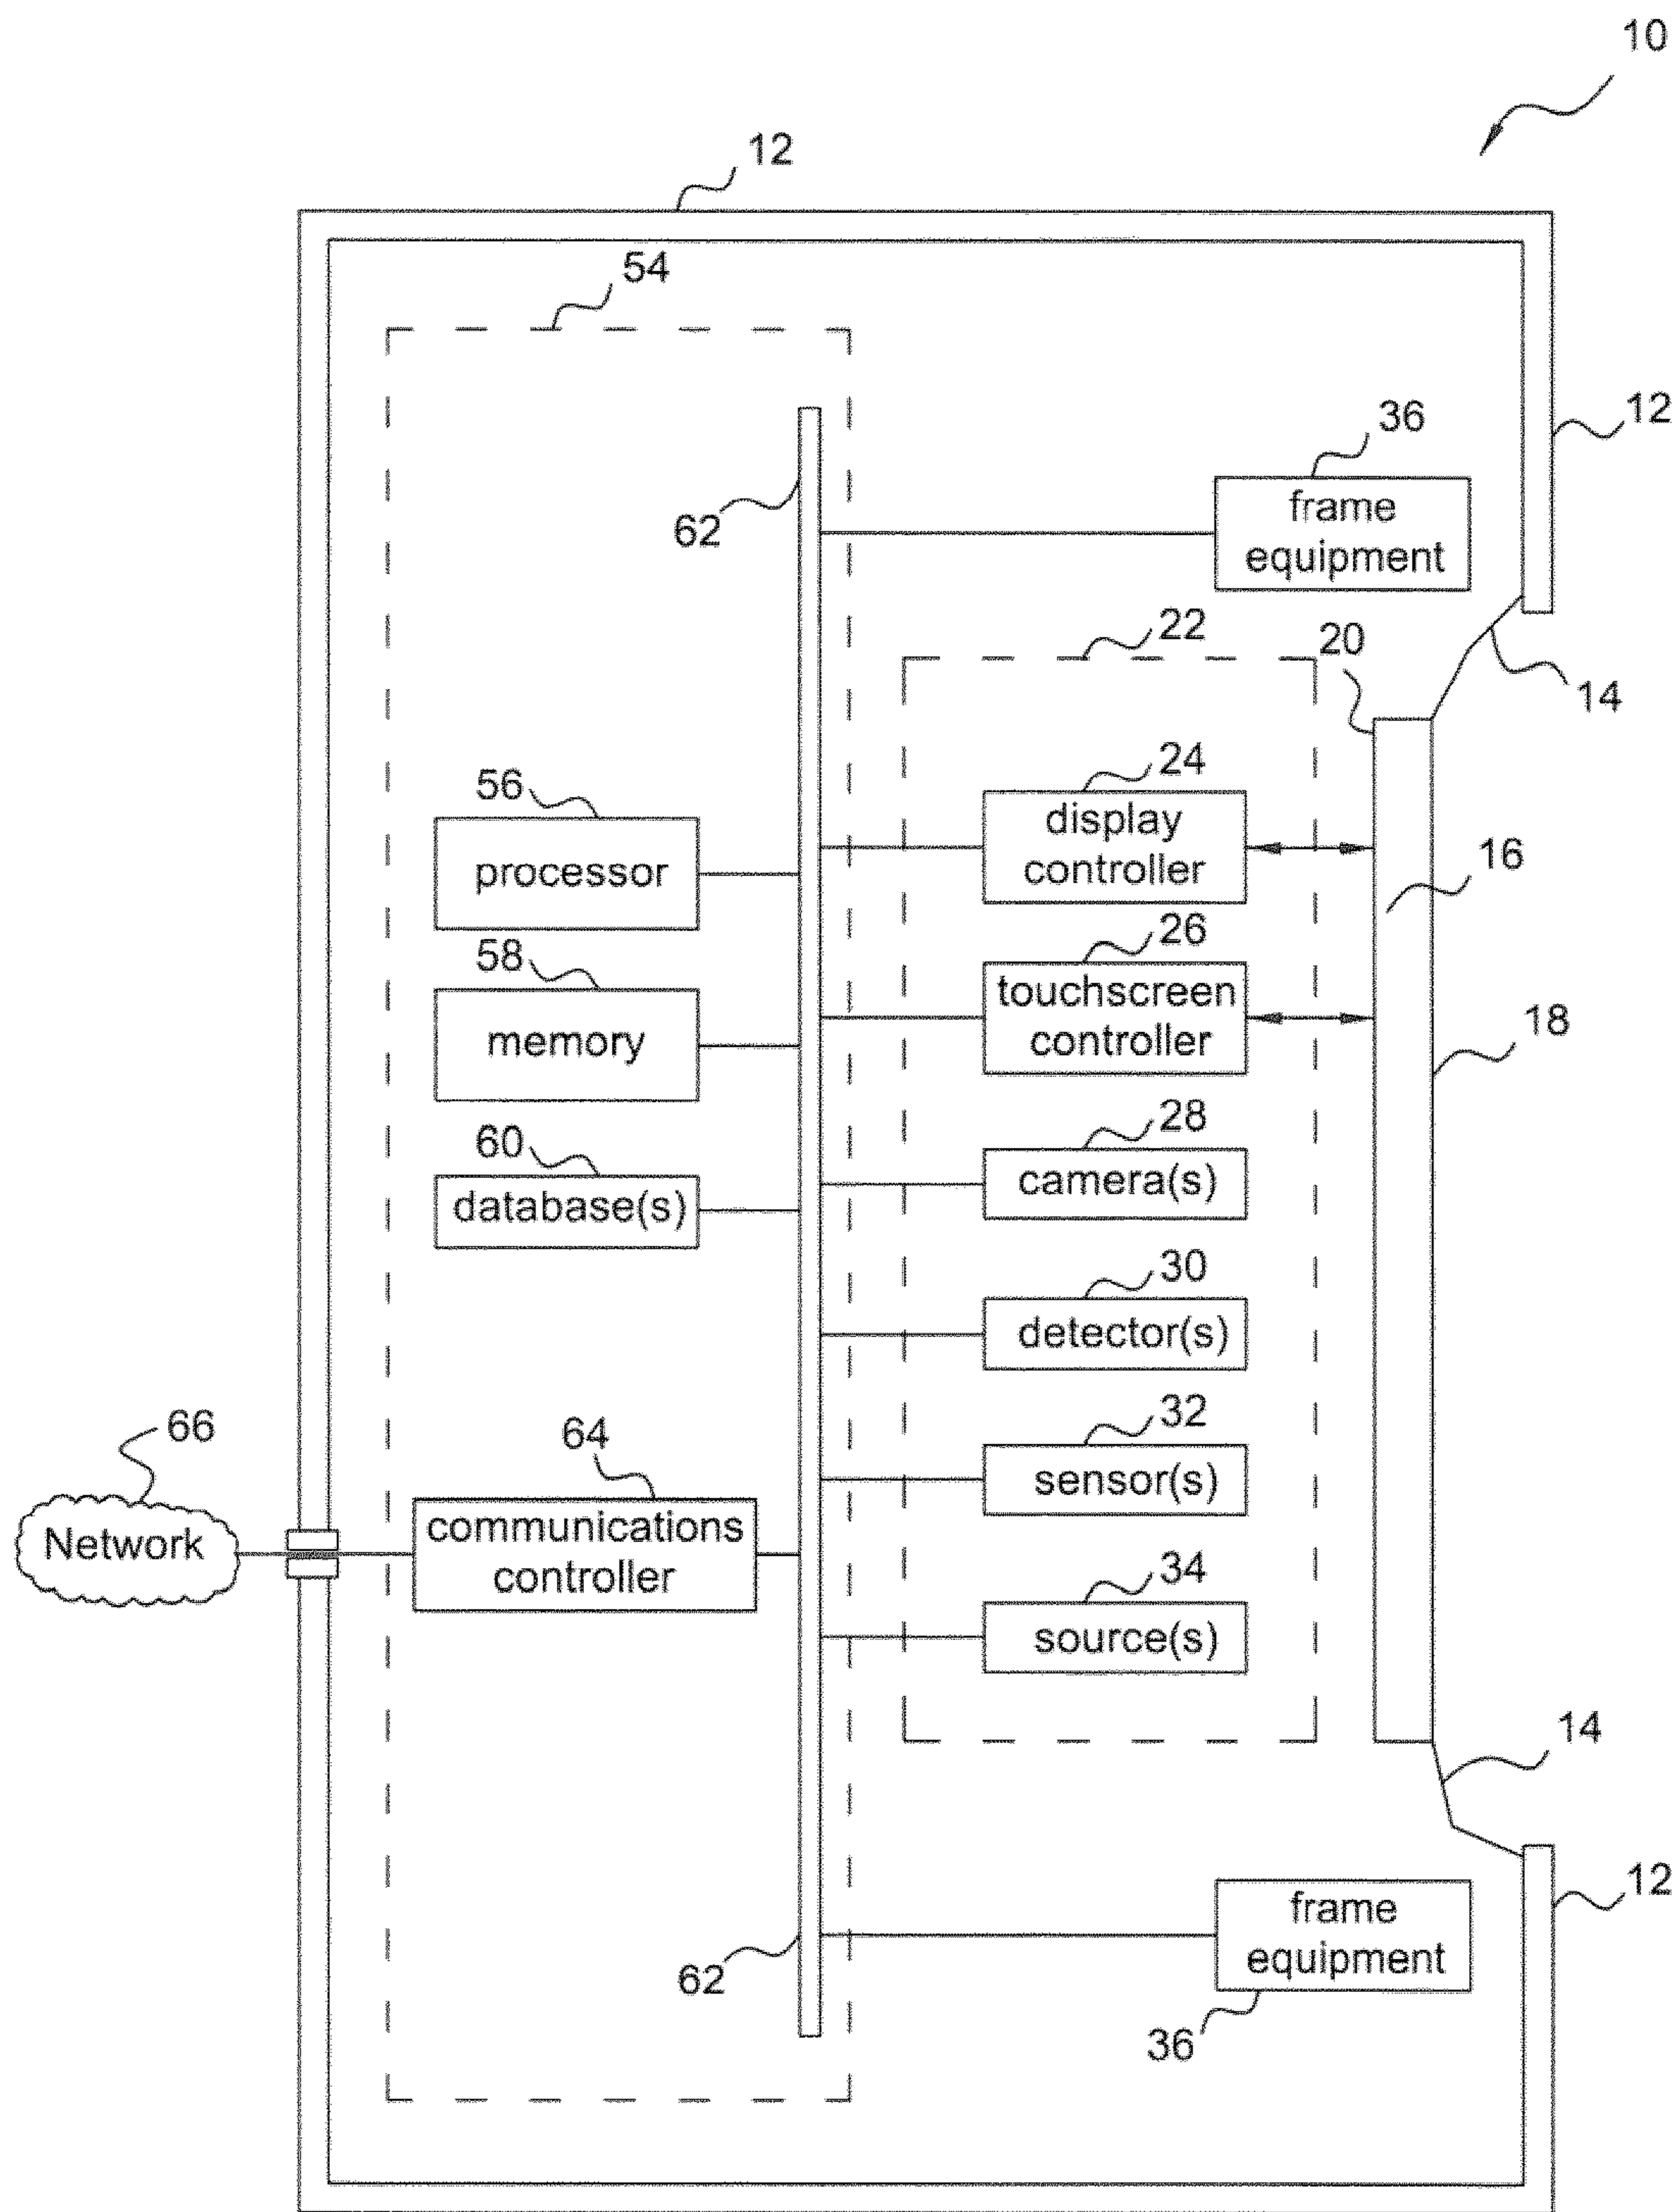 10
12
54
12
36
frame
equipment
62
22
20
14
24
display
controller
56
processor
16
26
touchscreen
controller
58
memory
18
28
camera(s)
60
database(s)
30
detector(s)
66
Network
64
communications
controller
32
sensor(s)
34
source(s)
14
12
frame
equipment
62
36